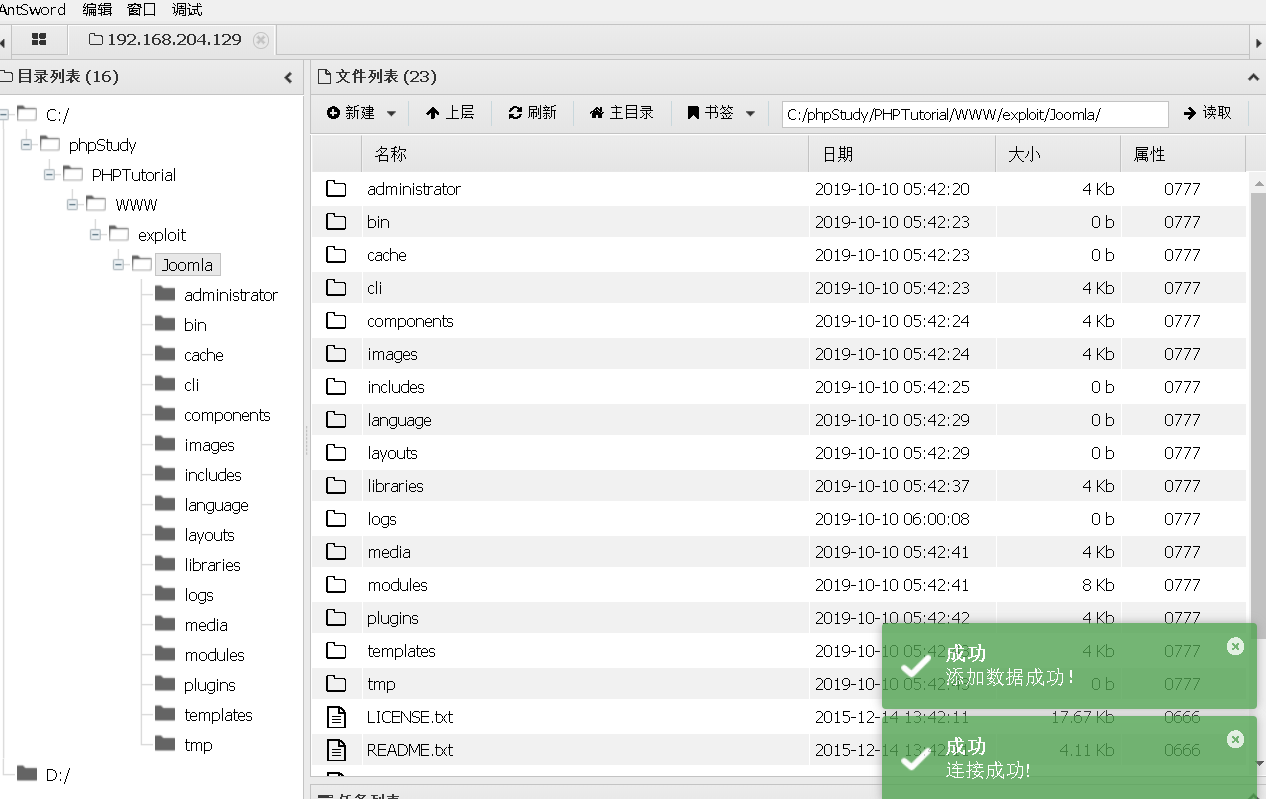 AntSword 编辑 窗口 调试
192.168.204.129
目录列表 (16)
C:/
phpStudy
PHPTutorial
WWW
exploit
Joomla
administrator
bin
cache
cli
components
images
includes
language
layouts
libraries
logs
media
modules
plugins
templates
tmp
D:/
文件列表 (23)
新建 上层 刷新 主目录 书签 C:/phpStudy/PHPTutorial/WWW/exploit/Joomla/ 读取
名称 日期 大小 属性
administrator 2019-10-10 05:42:20 4 Kb 0777
bin 2019-10-10 05:42:23 0 b 0777
cache 2019-10-10 05:42:23 0 b 0777
cli 2019-10-10 05:42:23 4 Kb 0777
components 2019-10-10 05:42:24 4 Kb 0777
images 2019-10-10 05:42:24 4 Kb 0777
includes 2019-10-10 05:42:25 0 b 0777
language 2019-10-10 05:42:29 0 b 0777
layouts 2019-10-10 05:42:29 0 b 0777
libraries 2019-10-10 05:42:37 4 Kb 0777
logs 2019-10-10 06:00:08 0 b 0777
media 2019-10-10 05:42:41 4 Kb 0777
modules 2019-10-10 05:42:41 8 Kb 0777
plugins 2019-10-10 05:42:42 4 Kb 0777
templates 2019-10-10 4 Kb 0777
tmp 2019-10-10 0 b 0777
LICENSE.txt 2015-12-14 13:42:11 17.67 Kb 0666
README.txt 2015-12-14 4.11 Kb 0666
成功
添加数据成功!
成功
连接成功!
任务列表